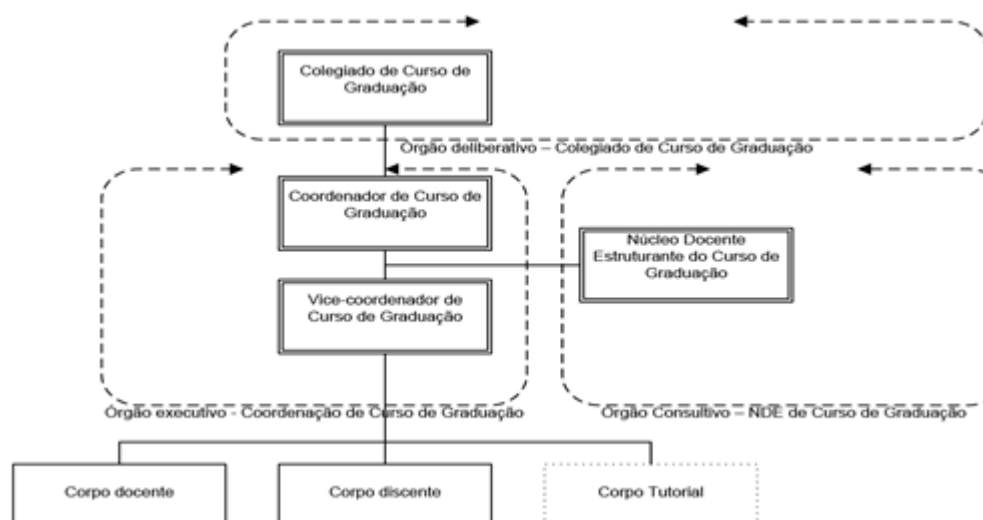 Colegiado de Curso de
Graduação
Órgão deliberativo – Colegiado de Curso de Graduação
Coordenador de Curso de
Graduação
Núcleo Docente
Estruturante do Curso de
Graduação
Vice-coordenador de
Curso de Graduação
Órgão executivo - Coordenação de Curso de Graduação
Órgão Consultivo – NDE de Curso de Graduação
Corpo docente
Corpo discente
Corpo Tutorial